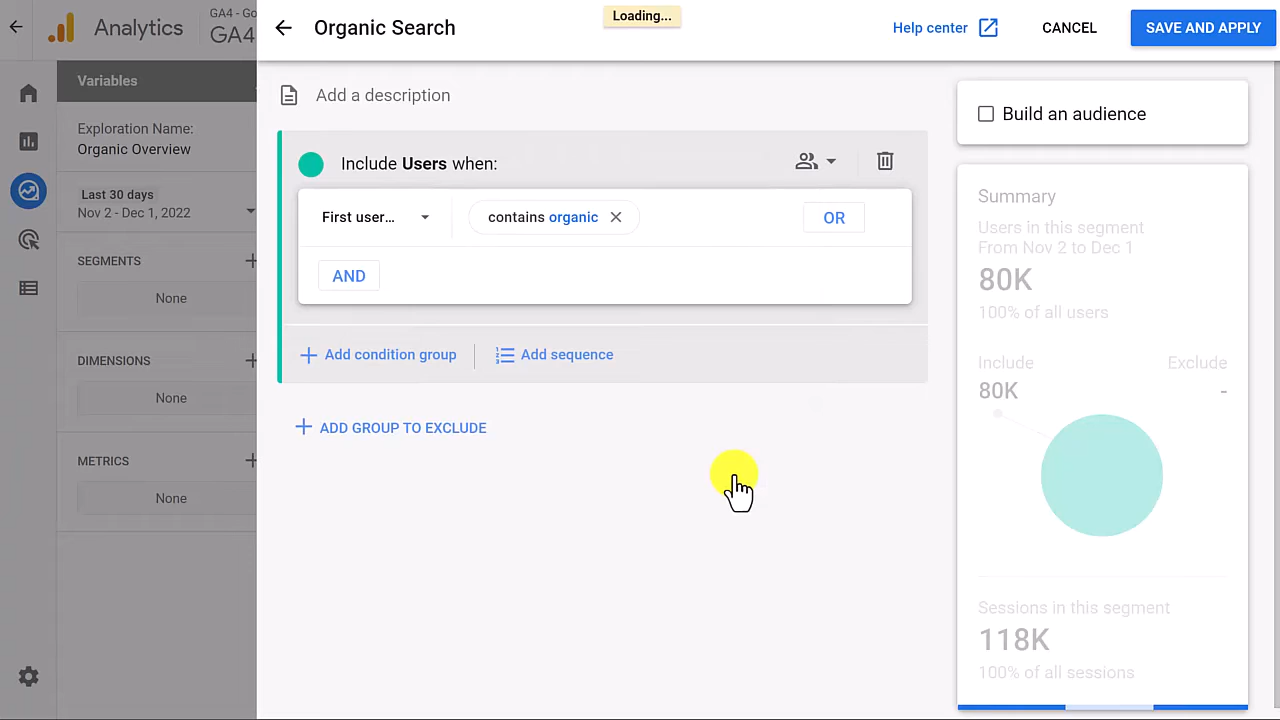 Analytics
GA4 - Go
GA4
Organic Search
Loading...
Help center
CANCEL
SAVE AND APPLY
Variables
Exploration Name:
Organic Overview
Last 30 days
Nov 2 - Dec 1, 2022
SEGMENTS
None
DIMENSIONS
None
METRICS
None
Add a description
Include Users when:
First user...
contains organic
OR
AND
Add condition group
Add sequence
ADD GROUP TO EXCLUDE
Build an audience
Summary
Users in this segment
From Nov 2 to Dec 1
80K
100% of all users
Include
Exclude
80K
-
Sessions in this segment
118K
100% of all sessions